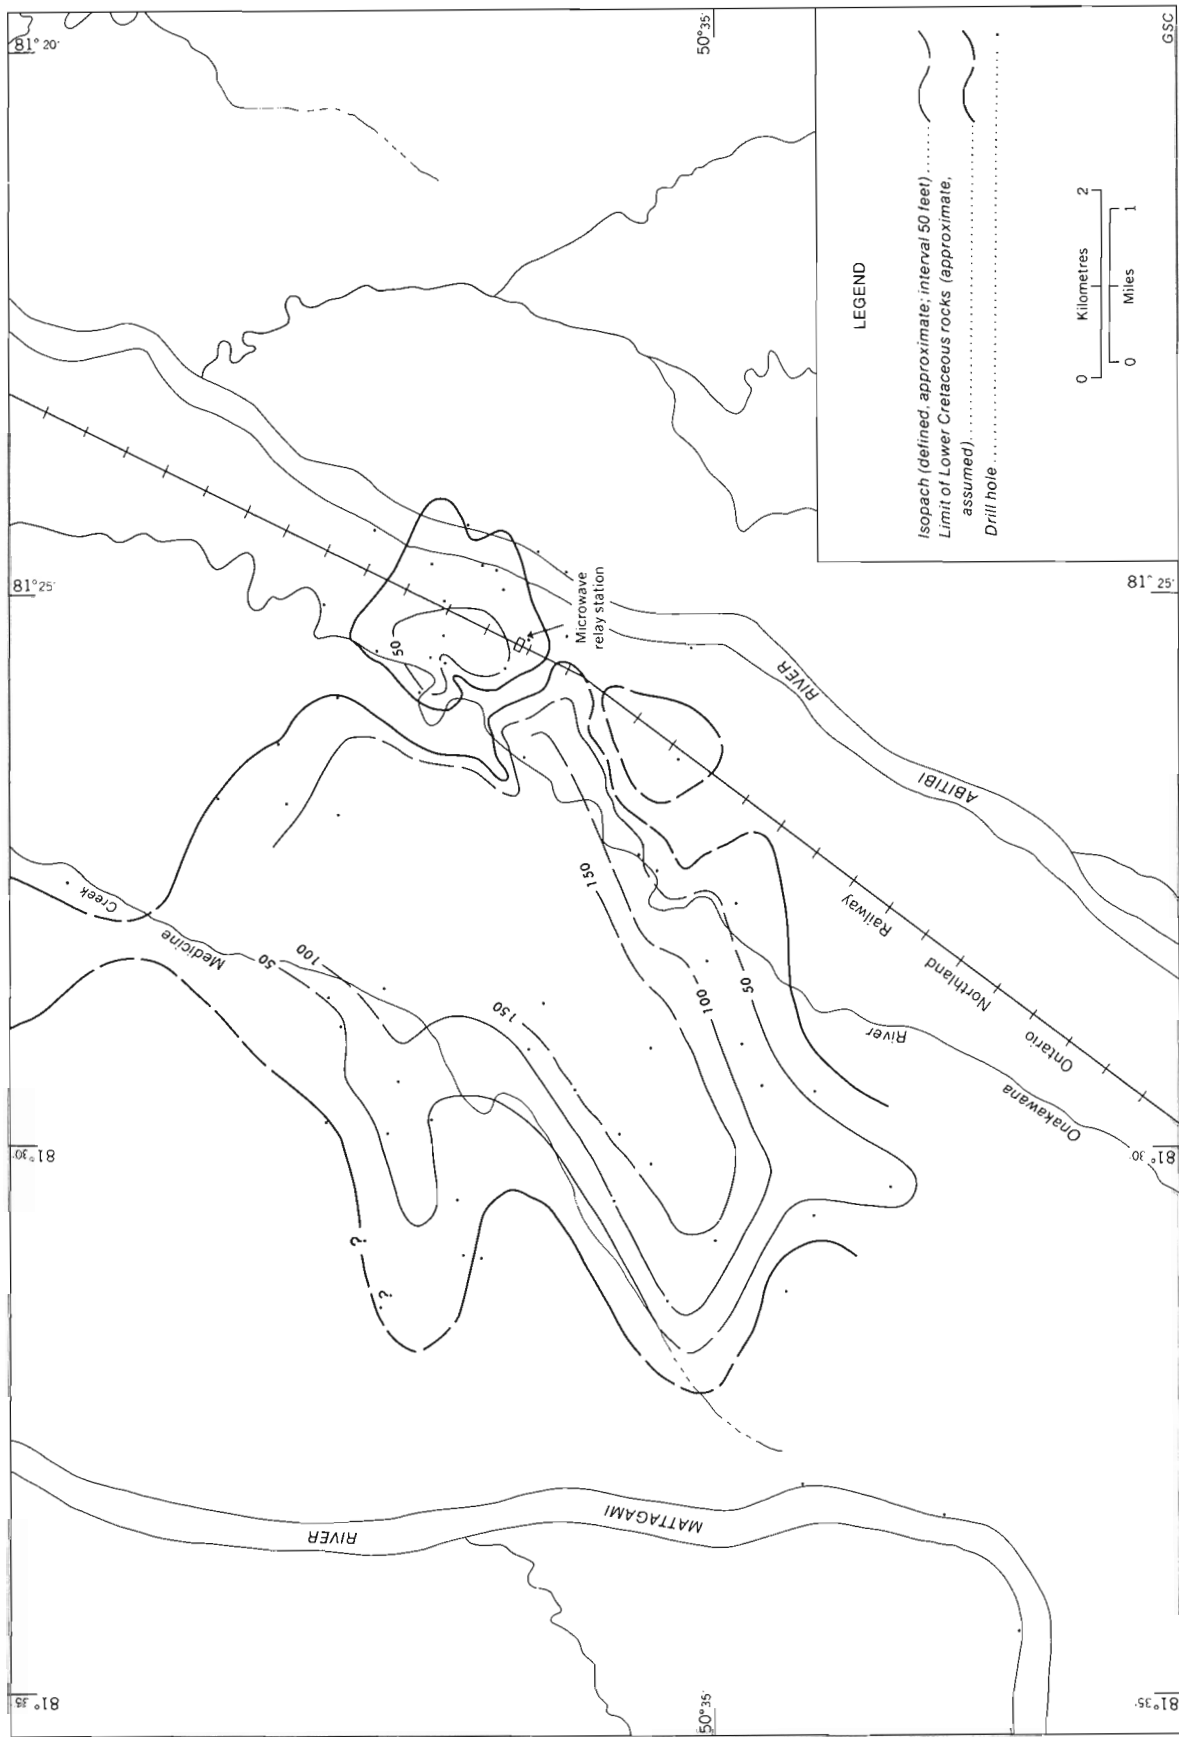 81° 20'
50° 35'
81° 25'
81° 25'
81° 30'
81° 30'
81° 35'
81° 35'
50° 35'
LEGEND
Isopach (defined, approximate; interval 50 feet)
Limit of Lower Cretaceous rocks (approximate,
assumed)
Drill hole
0 Kilometres 2
0 Miles 1
GSC
Microwave
relay station
50
Medicine Creek
50
100
150
150
100
50
?
?
ABITIBI RIVER
Ontario Northland Railway
Onakawana River
MATTAGAMI RIVER